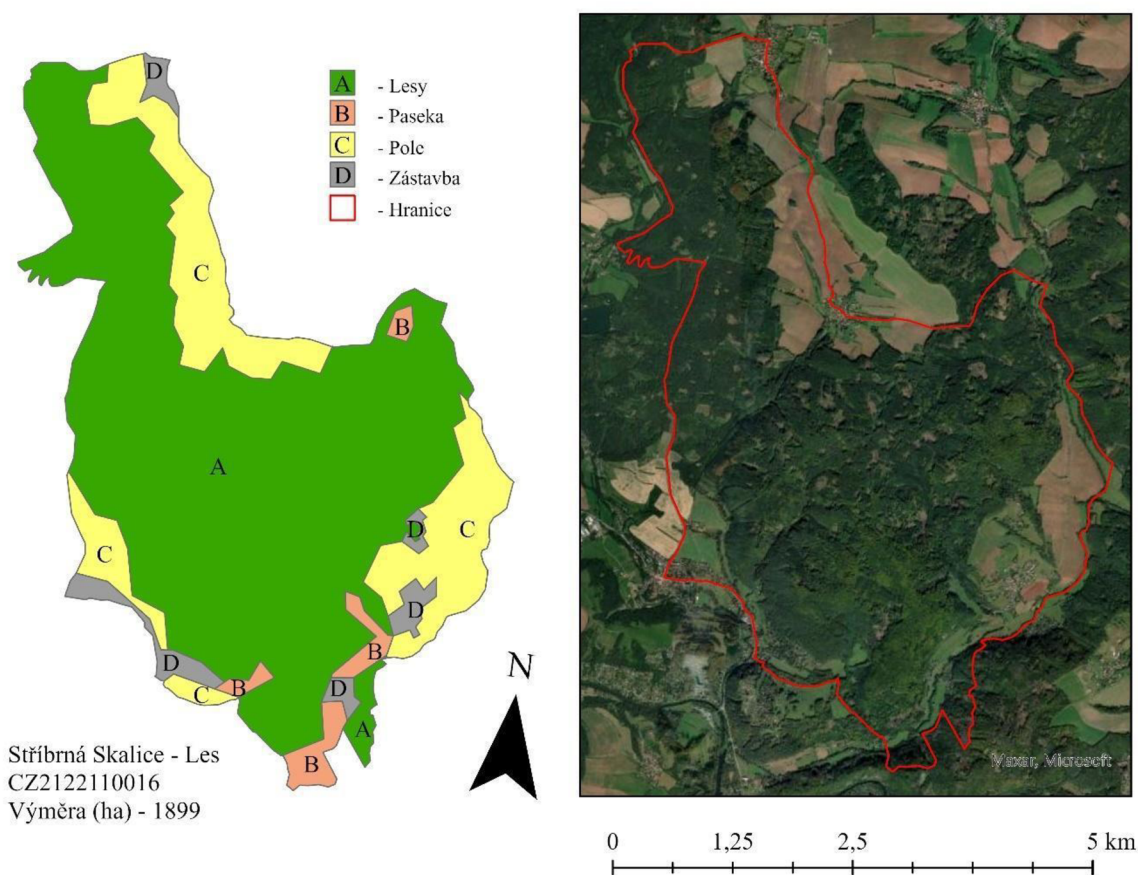 D
A - Lesy
B - Paseka
C - Pole
D - Zástavba
- Hranice
C
B
A
D
C
C
D
B
D
D
B
C
A
B
N
Stříbrná Skalice - Les
CZ2122110016
Výměra (ha) - 1899
Maxar, Microsoft
0 1,25 2,5 5 km